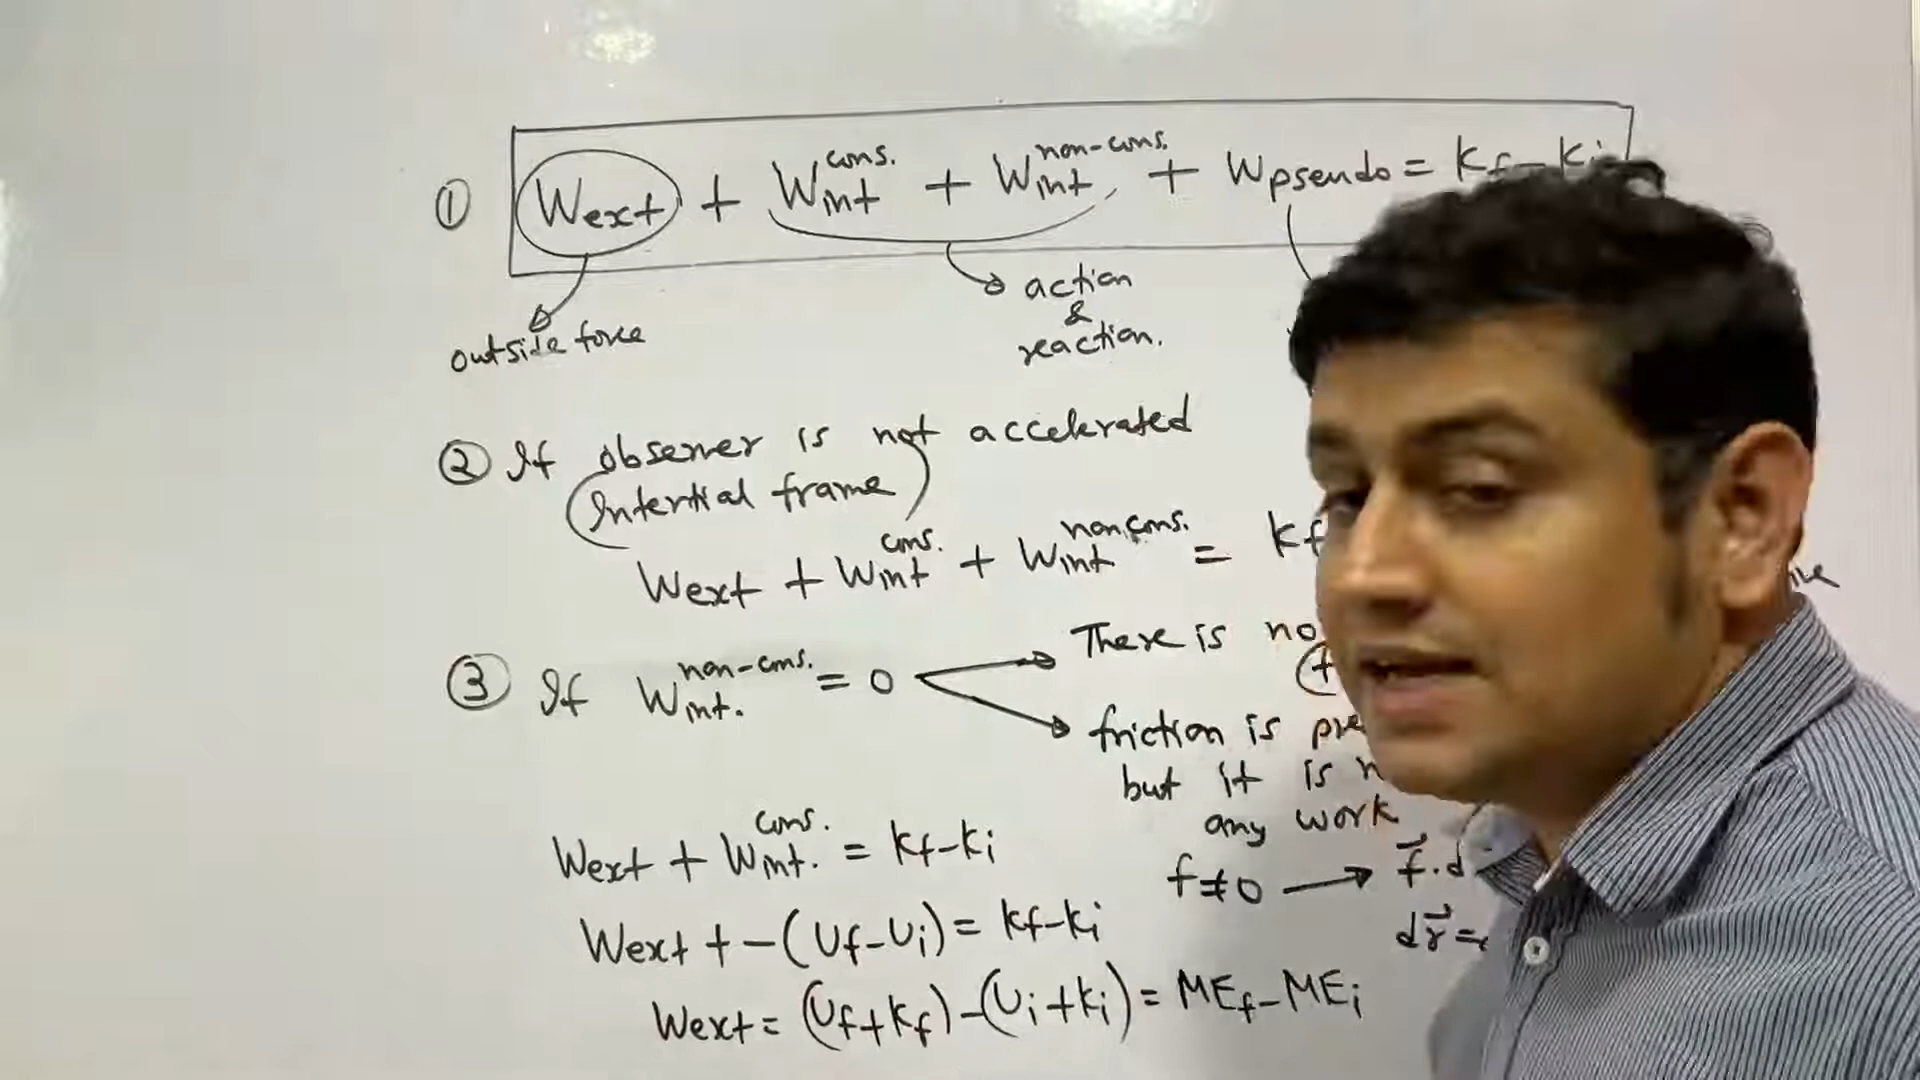 ① Wext + Wint^cons. + Wint^non-cons. + Wpseudo = Kf - Ki
outside force
action
&
reaction.
② If observer is not accelerated
(Intertial frame)
Wext + Wint^cons. + Wint^non cons. = Kf
③ If Wint.^non-cons. = 0
There is no
friction is
but it is
any work
f≠0 → f⃗.d
dr⃗ =
Wext + Wint.^cons. = Kf-Ki
Wext + -(Uf-Ui) = Kf-Ki
Wext = (Uf+Kf)-(Ui+Ki) = MEf-MEi